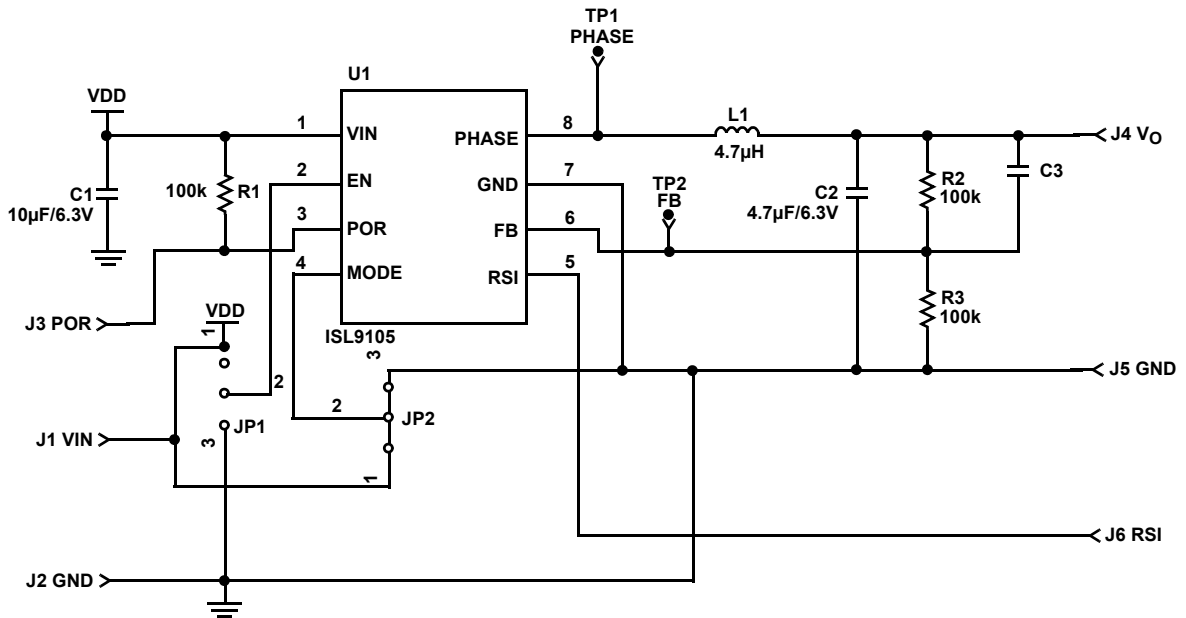 TP1
PHASE
U1
VDD
1
VIN
PHASE
8
L1
4.7µH
J4 VO
2
EN
GND
7
100k
R1
C1
10µF/6.3V
TP2
FB
C2
4.7µF/6.3V
R2
100k
C3
3
POR
FB
6
4
MODE
RSI
5
R3
100k
J3 POR
VDD
1
ISL9105
3
J5 GND
2
2
JP2
JP1
3
J1 VIN
1
J6 RSI
J2 GND